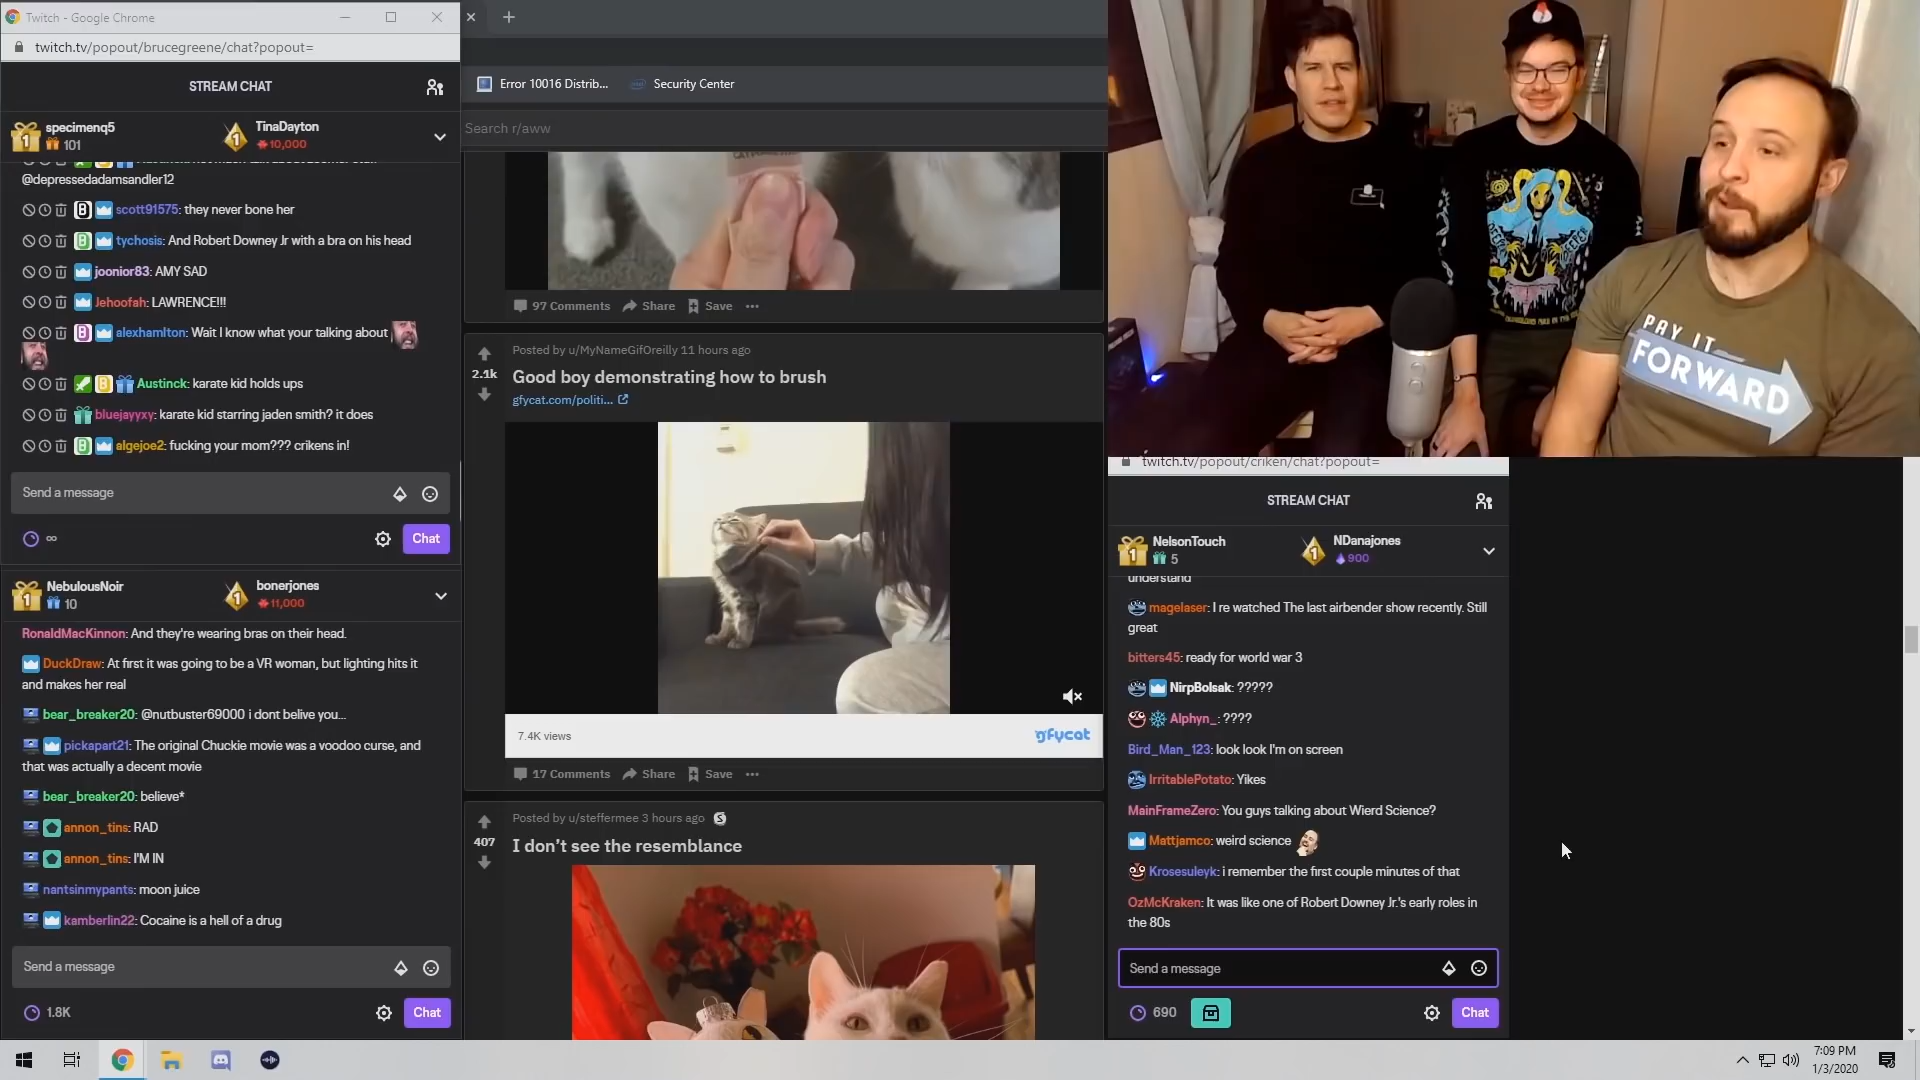 Twitch - Google Chrome
twitch.tv/popout/brucegreene/chat?popout=
STREAM CHAT
specimenq5
101
TinaDayton
10,000
@depressedadamsandler12
scott91575: they never bone her
tychosis: And Robert Downey Jr with a bra on his head
joonior83: AMY SAD
Jehoofah: LAWRENCE!!!
alexhamlton: Wait I know what your talking about
Austinck: karate kid holds ups
bluejayyxy: karate kid starring jaden smith? it does
algejoe2: fucking your mom??? crikens in!
Send a message
∞
Chat
NebulousNoir
10
bonerjones
11,000
RonaldMacKinnon: And they're wearing bras on their head.
DuckDraw: At first it was going to be a VR woman, but lighting hits it
and makes her real
bear_breaker20: @nutbuster69000 i dont belive you...
pickapart21: The original Chuckie movie was a voodoo curse, and
that was actually a decent movie
bear_breaker20: believe*
annon_tins: RAD
annon_tins: I'M IN
nantsinmypants: moon juice
kamberlin22: Cocaine is a hell of a drug
Send a message
1.8K
Chat
Error 10016 Distrib...
Security Center
Search r/aww
97 Comments
Share
Save
Posted by u/MyNameGifOreilly 11 hours ago
2.1k
Good boy demonstrating how to brush
gfycat.com/politi...
7.4K views
gfycat
17 Comments
Share
Save
Posted by u/steffermee 3 hours ago
407
I don't see the resemblance
PAY IT
FORWARD
twitch.tv/popout/criken/chat?popout=
STREAM CHAT
NelsonTouch
5
NDanajones
900
understand
magelaser: I re watched The last airbender show recently. Still
great
bitters45: ready for world war 3
NirpBolsak: ?????
Alphyn_: ????
Bird_Man_123: look look I'm on screen
IrritablePotato: Yikes
MainFrameZero: You guys talking about Wierd Science?
Mattjamco: weird science
Krosesuleyk: i remember the first couple minutes of that
OzMcKraken: It was like one of Robert Downey Jr.'s early roles in
the 80s
Send a message
690
Chat
7:09 PM
1/3/2020